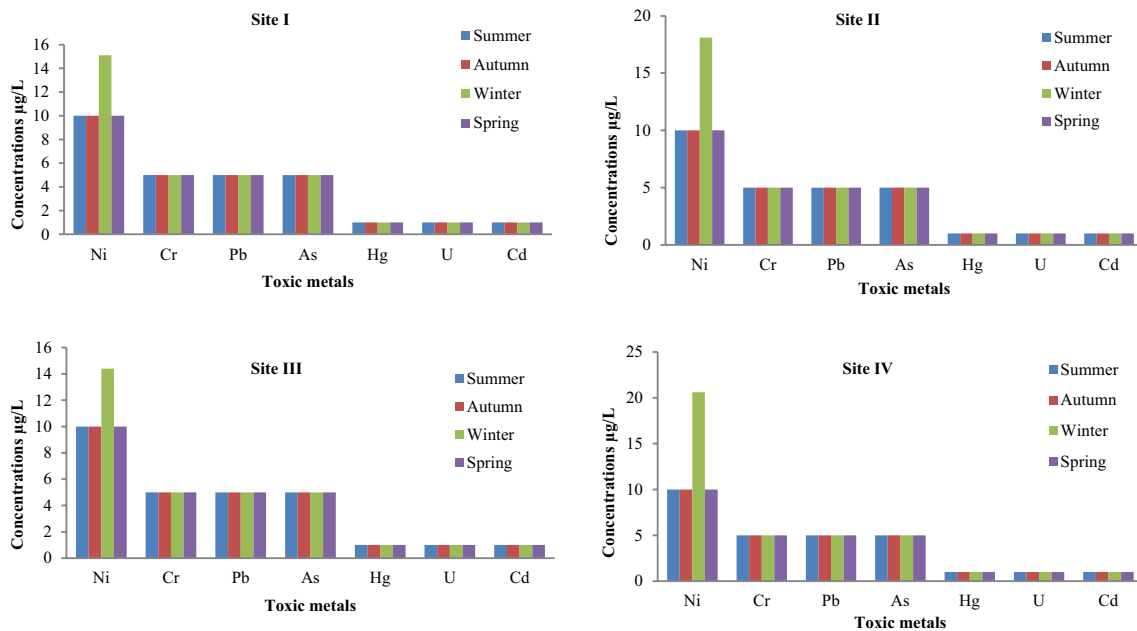 Site I
Concentrations µg/L
16
14
12
10
8
6
4
2
0
Ni Cr Pb As Hg U Cd
Toxic metals
Summer
Autumn
Winter
Spring
Site II
Concentrations µg/L
20
15
10
5
0
Ni Cr Pb As Hg U Cd
Toxic metals
Summer
Autumn
Winter
Spring
Site III
Concentrations µg/L
16
14
12
10
8
6
4
2
0
Ni Cr Pb As Hg U Cd
Toxic metals
Summer
Autumn
Winter
Spring
Site IV
Concentrations µg/L
25
20
15
10
5
0
Ni Cr Pb As Hg U Cd
Toxic metals
Summer
Autumn
Winter
Spring